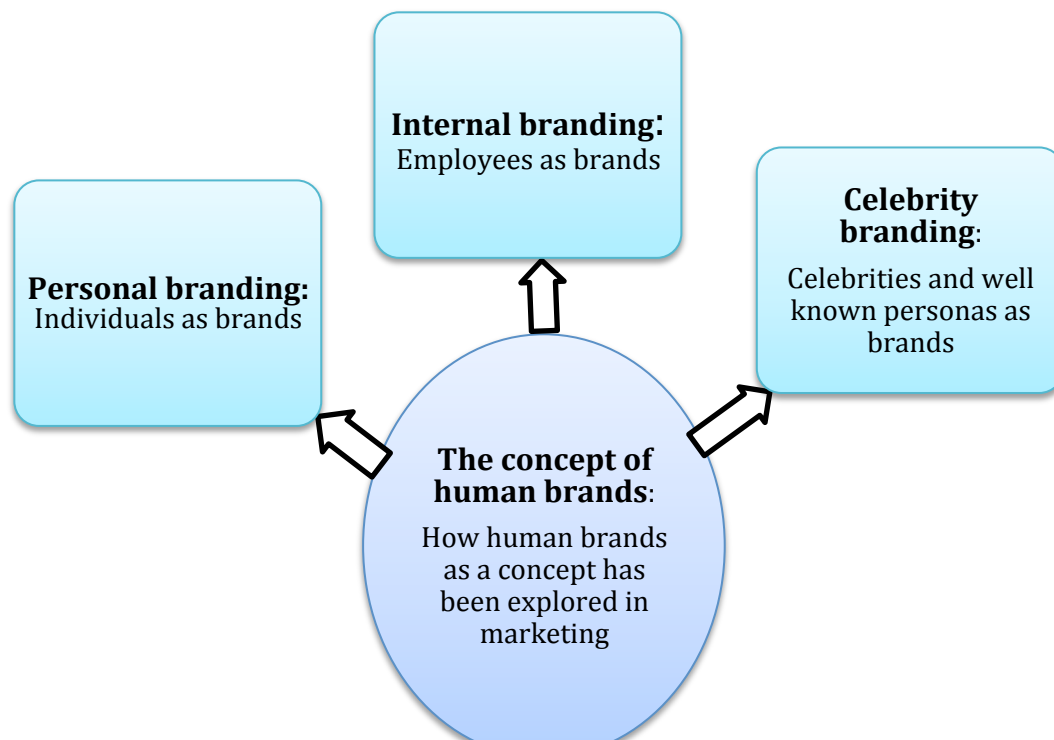 Internal branding:
Employees as brands
Celebrity
branding:
Celebrities and well
known personas as
brands
Personal branding:
Individuals as brands
The concept of
human brands:
How human brands
as a concept has
been explored in
marketing